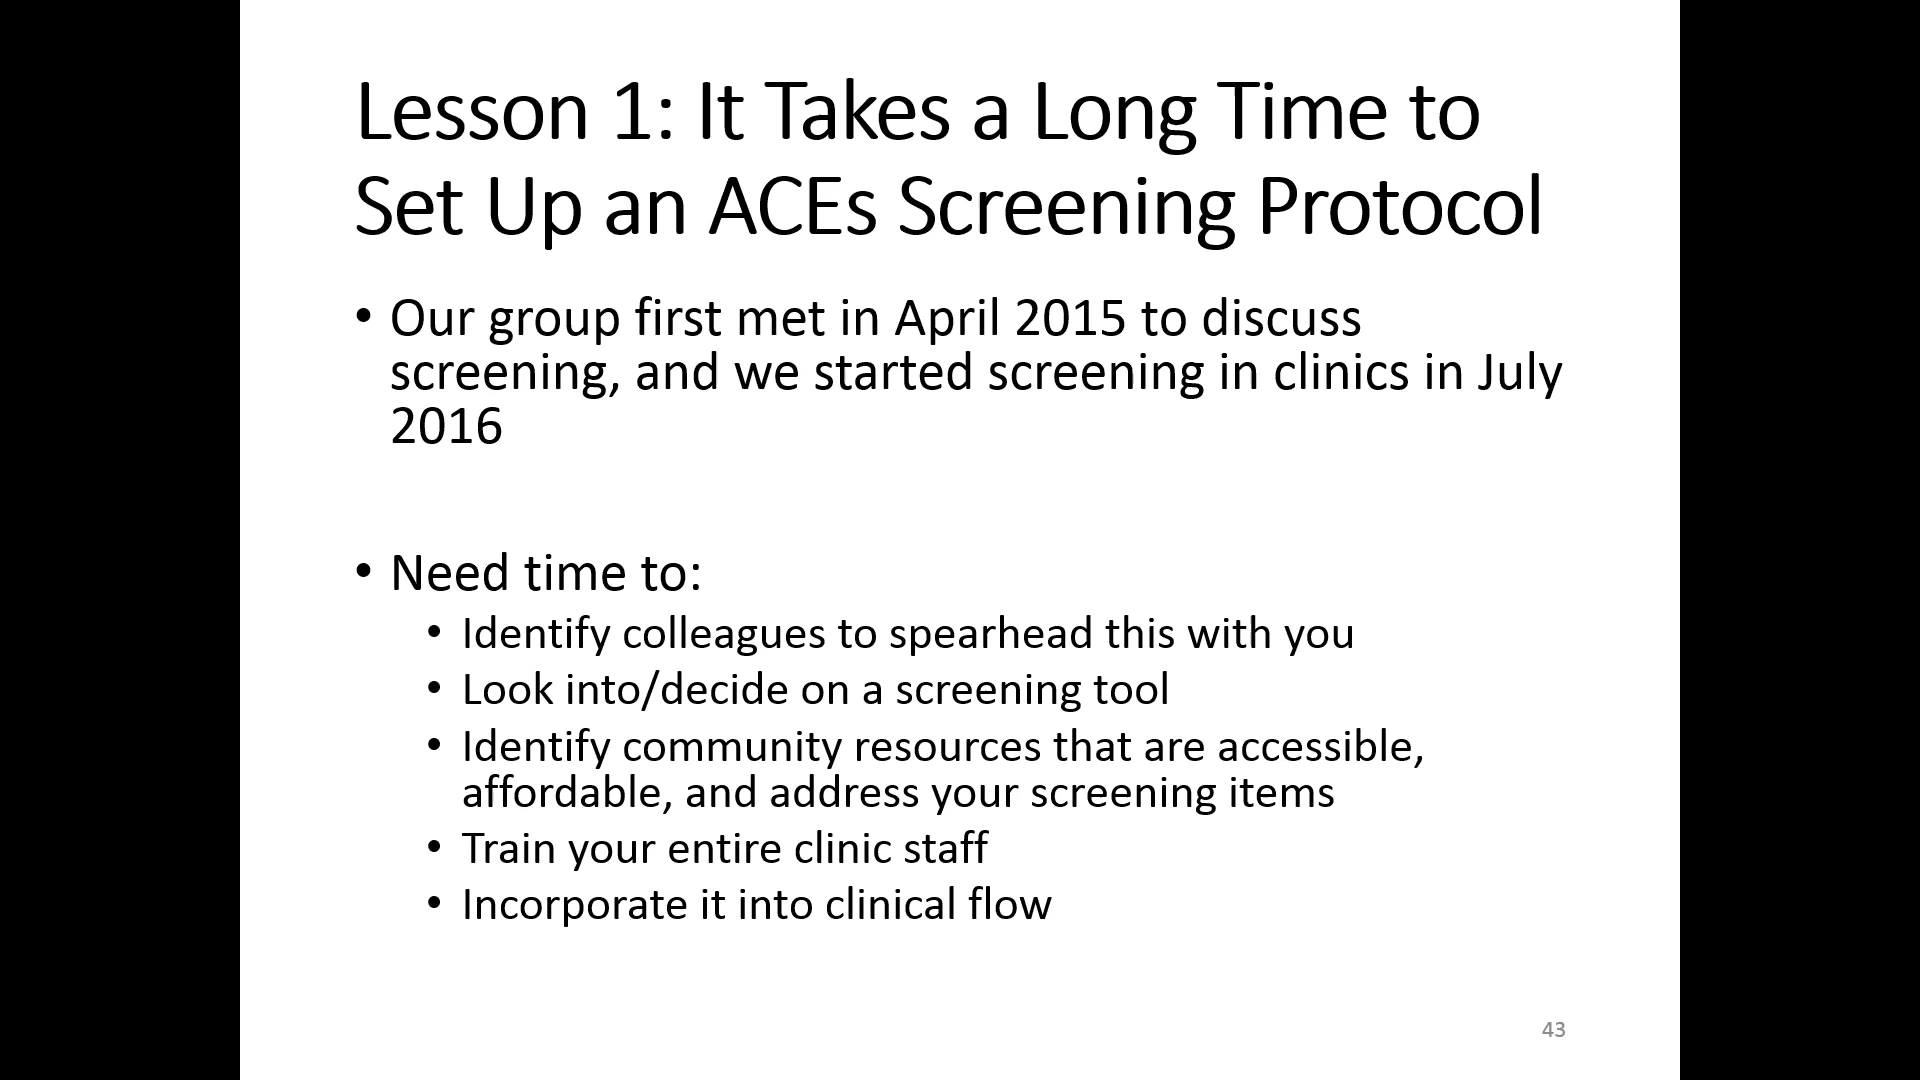 Lesson 1: It Takes a Long Time to
Set Up an ACEs Screening Protocol
• Our group first met in April 2015 to discuss
screening, and we started screening in clinics in July
2016
• Need time to:
• Identify colleagues to spearhead this with you
• Look into/decide on a screening tool
• Identify community resources that are accessible,
affordable, and address your screening items
• Train your entire clinic staff
• Incorporate it into clinical flow
43